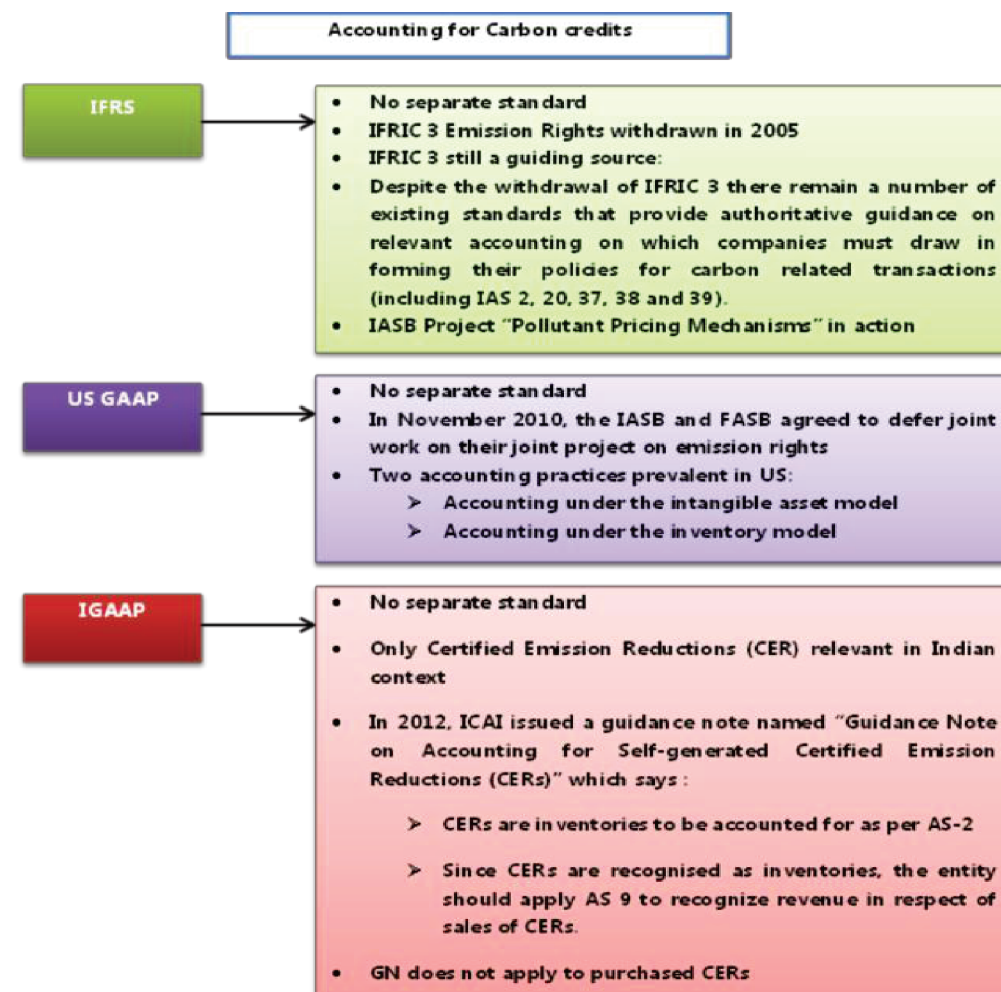 Accounting for Carbon credits
IFRS
• No separate standard
• IFRIC 3 Emission Rights withdrawn in 2005
• IFRIC 3 still a guiding source:
• Despite the withdrawal of IFRIC 3 there remain a number of
existing standards that provide authoritative guidance on
relevant accounting on which companies must draw in
forming their policies for carbon related transactions
(including IAS 2, 20, 37, 38 and 39).
• IASB Project “Pollutant Pricing Mechanisms” in action
US GAAP
• No separate standard
• In November 2010, the IASB and FASB agreed to defer joint
work on their joint project on emission rights
• Two accounting practices prevalent in US:
➢ Accounting under the intangible asset model
➢ Accounting under the inventory model
IGAAP
• No separate standard
• Only Certified Emission Reductions (CER) relevant in Indian
context
• In 2012, ICAI issued a guidance note named “Guidance Note
on Accounting for Self-generated Certified Emission
Reductions (CERs)” which says :
➢ CERs are inventories to be accounted for as per AS-2
➢ Since CERs are recognised as inventories, the entity
should apply AS 9 to recognize revenue in respect of
sales of CERs.
• GN does not apply to purchased CERs